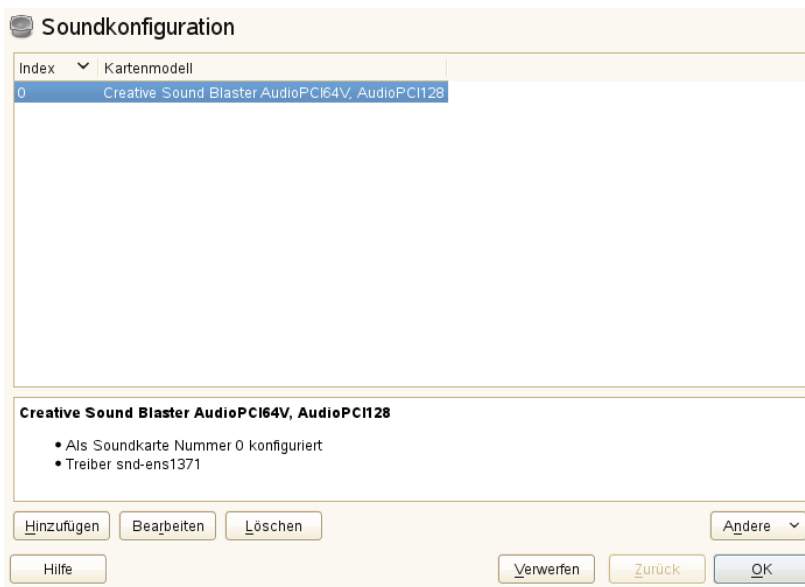 Soundkonfiguration
Index Kartenmodell
0 Creative Sound Blaster AudioPCI64V, AudioPCI128
Creative Sound Blaster AudioPCI64V, AudioPCI128
• Als Soundkarte Nummer 0 konfiguriert
• Treiber snd-ens1371
Hinzufügen Bearbeiten Löschen Andere
Hilfe Verwerfen Zurück OK